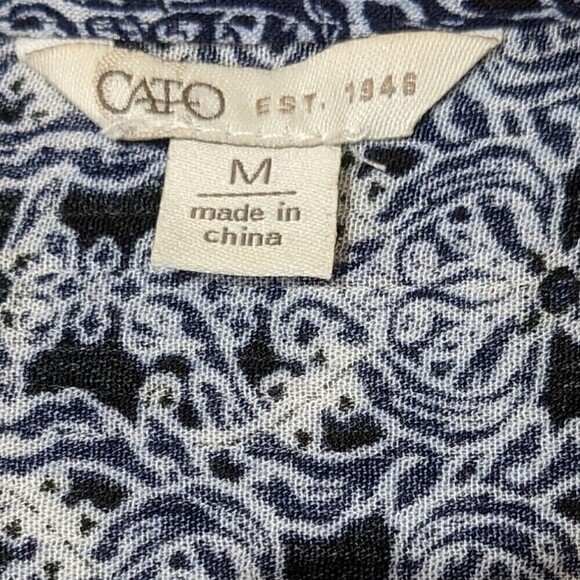 CATO EST. 1946
M
made in
china